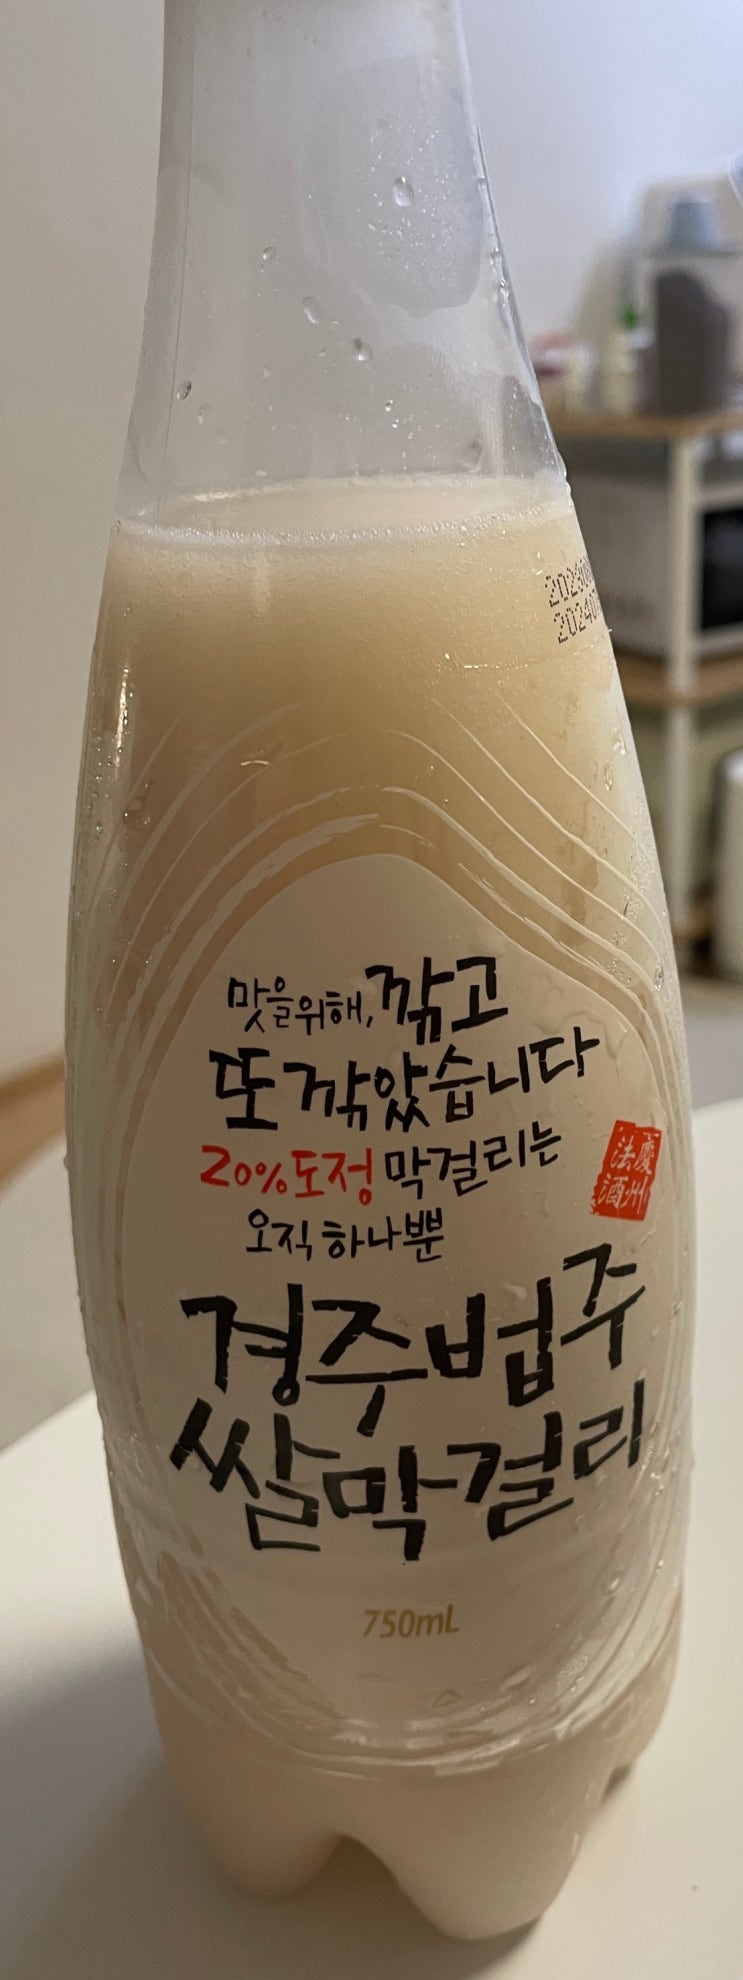 맛을위해, 깎고
또 깎았습니다
20%도정 막걸리는
오직 하나뿐
慶州
法酒
경주법주
쌀막걸리
750mL